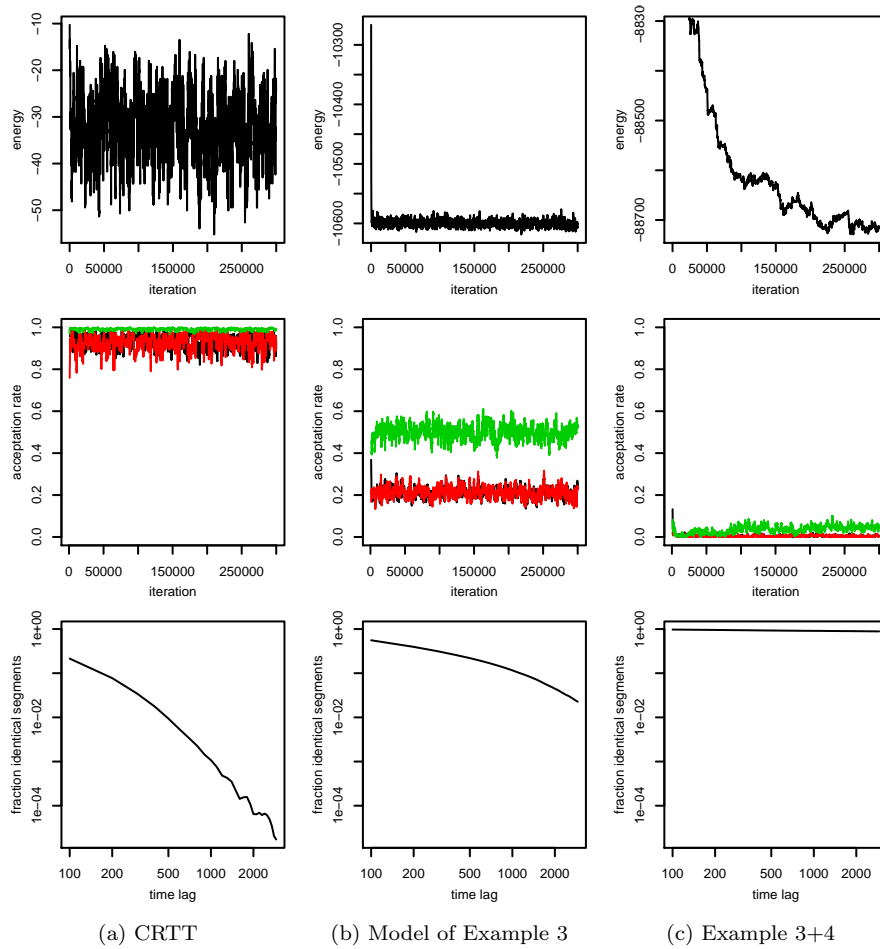 −10
−20
−30
−40
−50
energy
0 50000 150000 250000
iteration
−10300
−10400
−10500
−10600
energy
0 50000 150000 250000
iteration
−8830
−88500
−88700
energy
50000 150000 250000
iteration
1.0
0.8
0.6
0.4
0.2
0.0
acceptation rate
0 50000 150000 250000
iteration
1.0
0.8
0.6
0.4
0.2
0.0
acceptation rate
0 50000 150000 250000
iteration
1.0
0.8
0.6
0.4
0.2
0.0
acceptation rate
0 50000 150000 250000
iteration
1e+00
1e−02
1e−04
fraction identical segments
100 200 500 1000 2000
time lag
1e+00
1e−02
1e−04
fraction identical segments
100 200 500 1000 2000
time lag
1e+00
1e−02
1e−04
fraction identical segments
100 200 500 1000 2000
time lag
(a) CRTT
(b) Model of Example 3
(c) Example 3+4